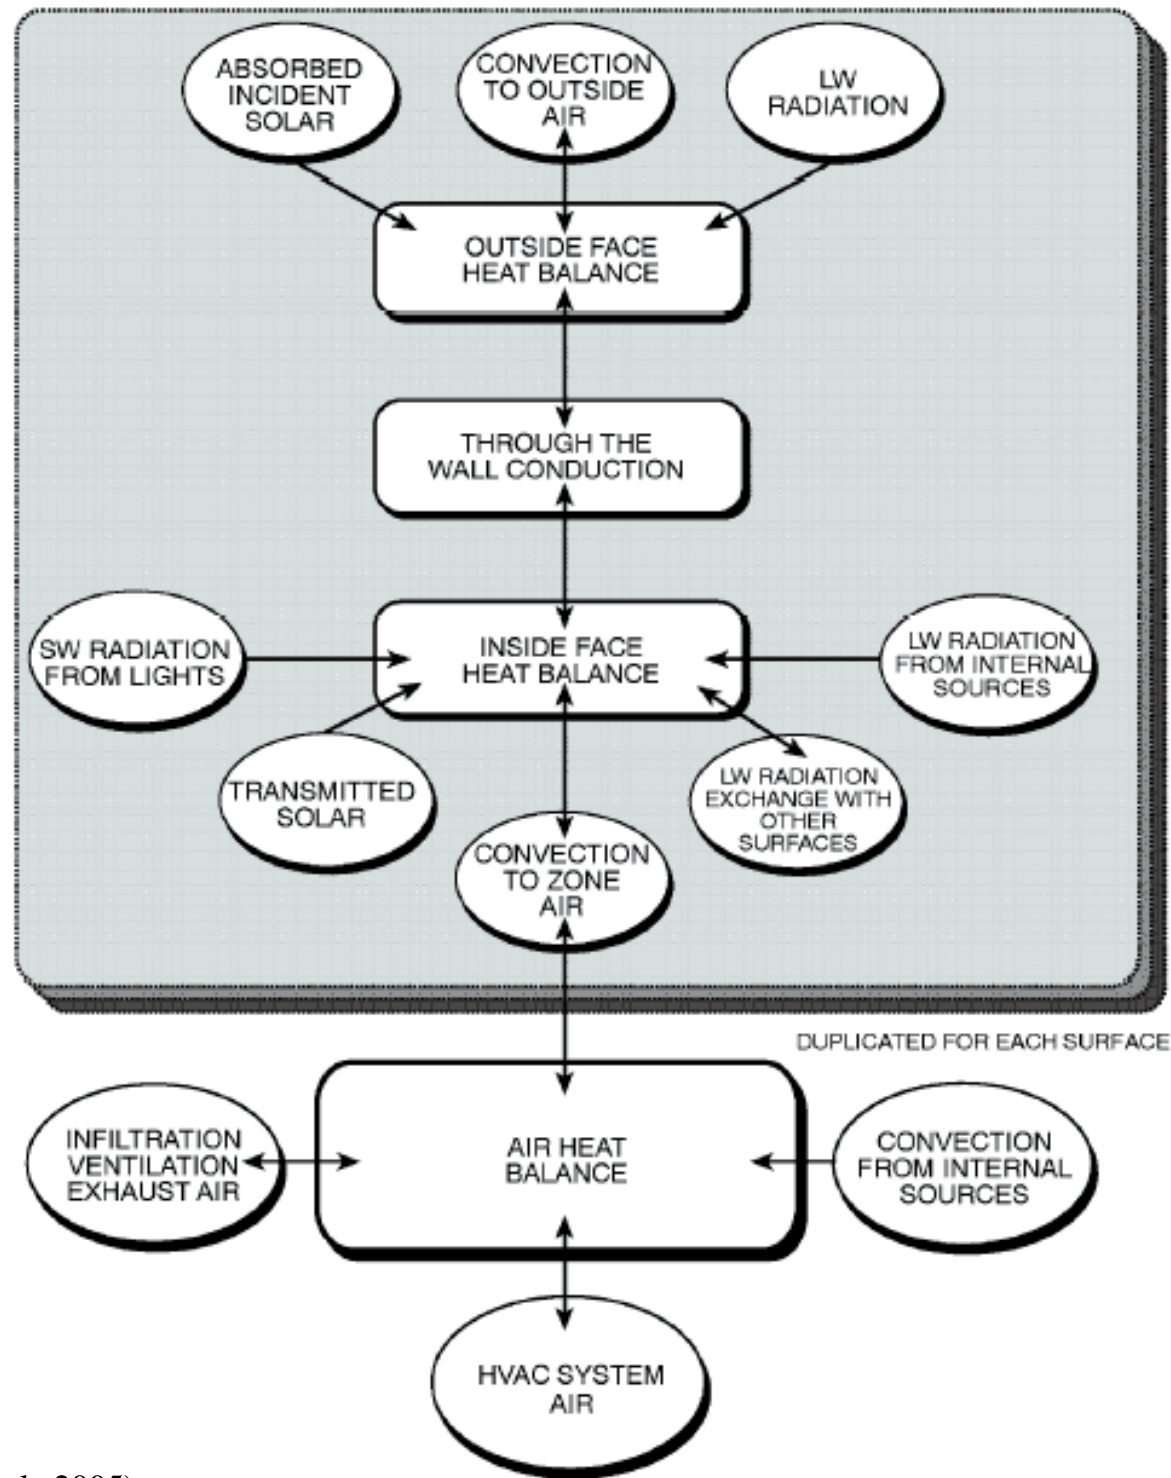 ABSORBED
INCIDENT
SOLAR
CONVECTION
TO OUTSIDE
AIR
LW
RADIATION
OUTSIDE FACE
HEAT BALANCE
THROUGH THE
WALL CONDUCTION
SW RADIATION
FROM LIGHTS
INSIDE FACE
HEAT BALANCE
LW RADIATION
FROM INTERNAL
SOURCES
TRANSMITTED
SOLAR
LW RADIATION
EXCHANGE WITH
OTHER
SURFACES
CONVECTION
TO ZONE
AIR
DUPLICATED FOR EACH SURFACE
INFILTRATION
VENTILATION
EXHAUST AIR
AIR HEAT
BALANCE
CONVECTION
FROM INTERNAL
SOURCES
HVAC SYSTEM
AIR